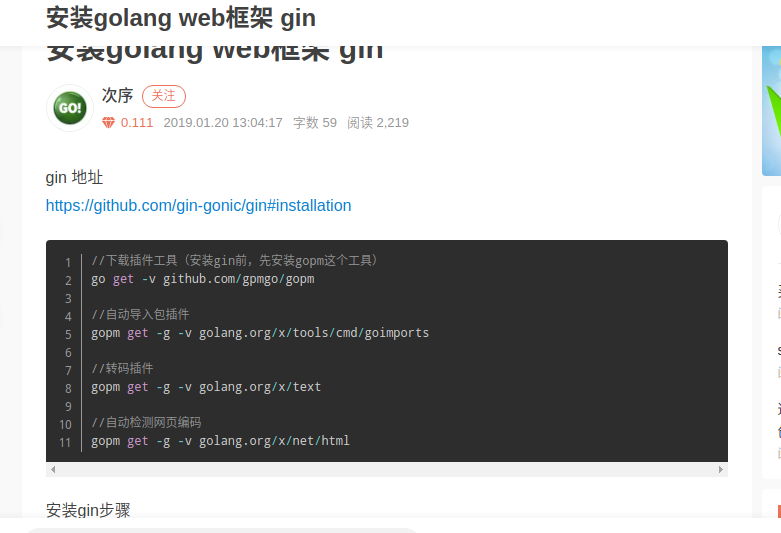 安装golang web框架 gin
安装golang web框架 gin
GO!
次序 关注
0.111 2019.01.20 13:04:17 字数 59 阅读 2,219
gin 地址
https://github.com/gin-gonic/gin#installation
1 //下载插件工具（安装gin前，先安装gopm这个工具）
2 go get -v github.com/gpmgo/gopm
3
4 //自动导入包插件
5 gopm get -g -v golang.org/x/tools/cmd/goimports
6
7 //转码插件
8 gopm get -g -v golang.org/x/text
9
10 //自动检测网页编码
11 gopm get -g -v golang.org/x/net/html
安装gin步骤